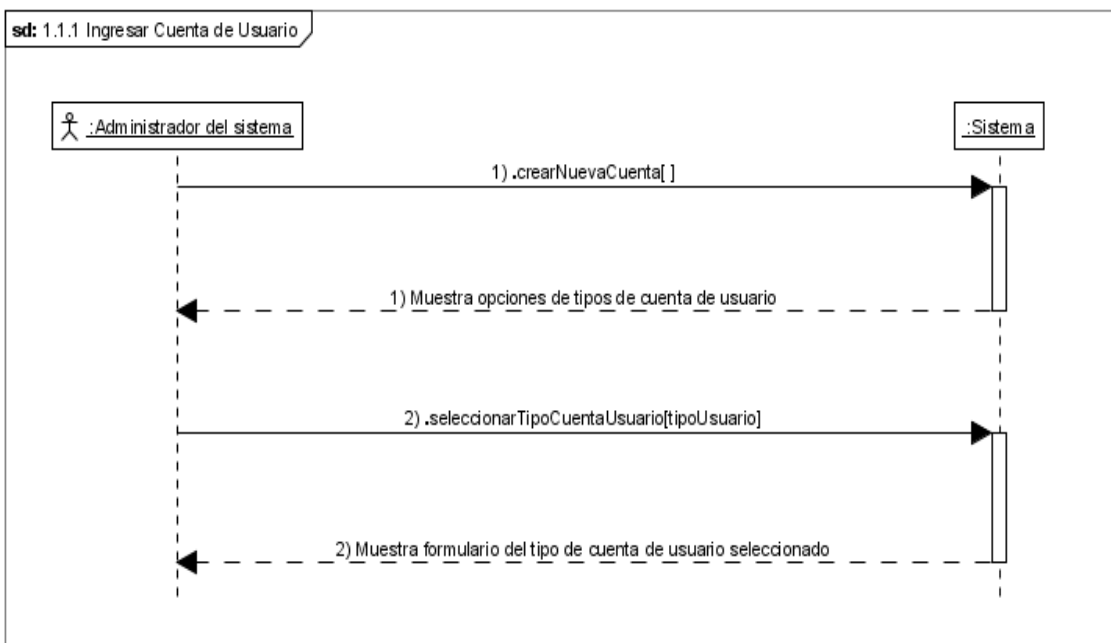 sd: 1.1.1 Ingresar Cuenta de Usuario
:Administrador del sistema
:Sistema
1) .crearNuevaCuenta[ ]
1) Muestra opciones de tipos de cuenta de usuario
2) .seleccionarTipoCuentaUsuario[tipoUsuario]
2) Muestra formulario del tipo de cuenta de usuario seleccionado